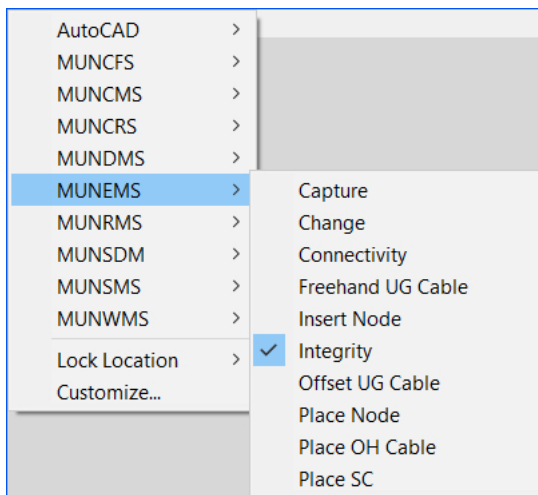 AutoCAD
MUNCFS
MUNCMS
MUNCRS
MUNDMS
MUNEMS
MUNRMS
MUNSDM
MUNSMS
MUNWMS
Lock Location
Customize...
Capture
Change
Connectivity
Freehand UG Cable
Insert Node
Integrity
Offset UG Cable
Place Node
Place OH Cable
Place SC